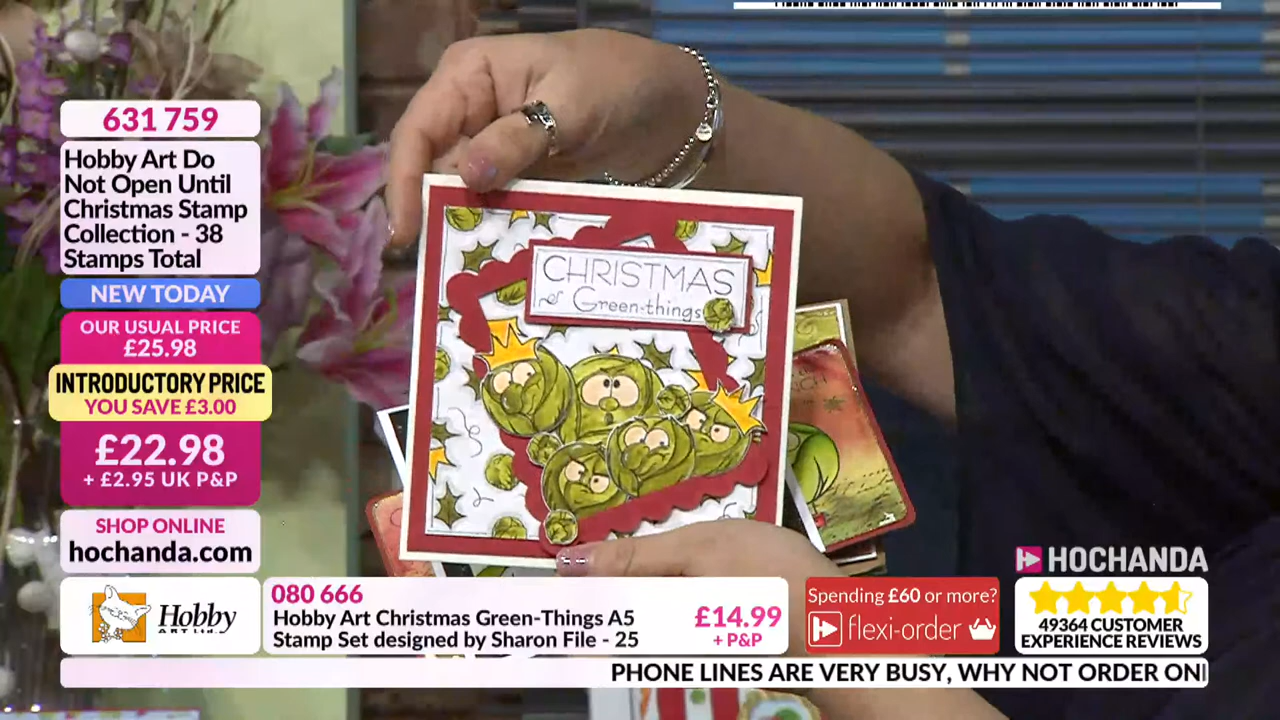 631 759
Hobby Art Do
Not Open Until
Christmas Stamp
Collection - 38
Stamps Total
NEW TODAY
OUR USUAL PRICE
£25.98
INTRODUCTORY PRICE
YOU SAVE £3.00
£22.98
+ £2.95 UK P&P
SHOP ONLINE
hochanda.com
CHRISTMAS
Green-things
HOCHANDA
Hobby
ART Ltd.
080 666
Hobby Art Christmas Green-Things A5
Stamp Set designed by Sharon File - 25
£14.99
+ P&P
Spending £60 or more?
flexi-order
49364 CUSTOMER
EXPERIENCE REVIEWS
PHONE LINES ARE VERY BUSY, WHY NOT ORDER ON